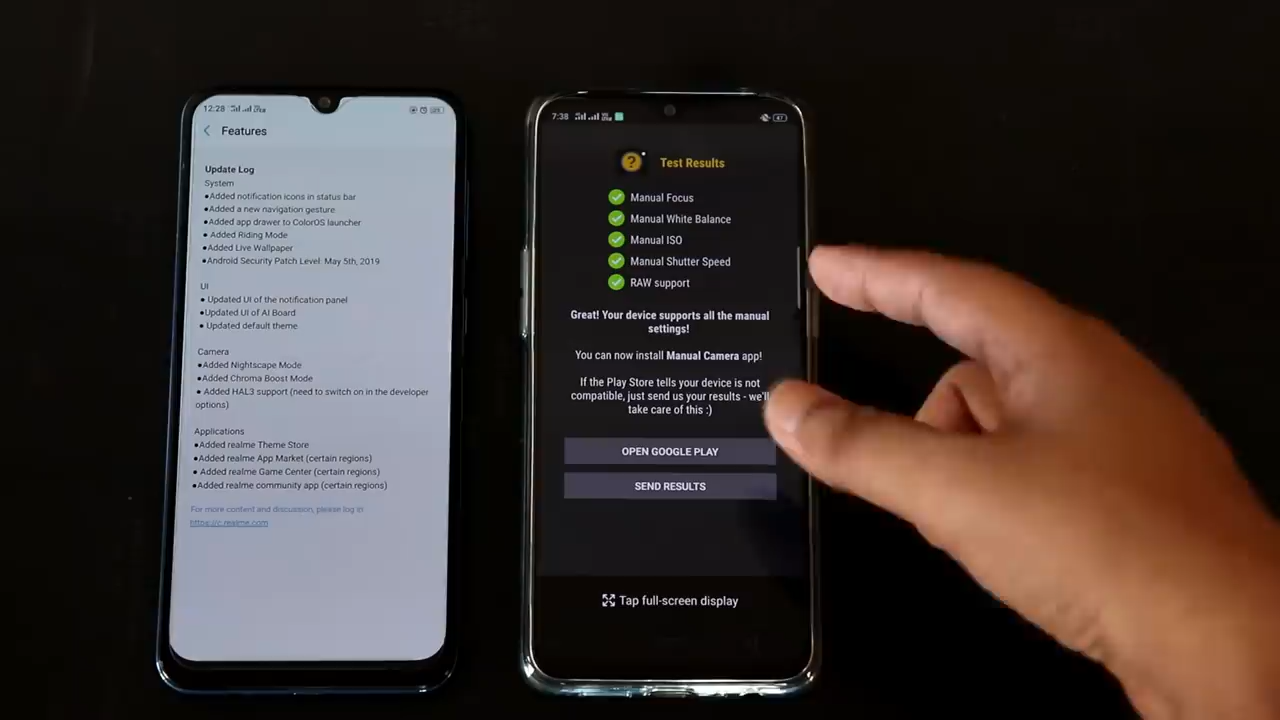 12:28
Features
Update Log
System
●Added notification icons in status bar
●Added a new navigation gesture
●Added app drawer to ColorOS launcher
● Added Riding Mode
●Added Live Wallpaper
●Android Security Patch Level: May 5th, 2019
UI
● Updated UI of the notification panel
●Updated UI of AI Board
● Updated default theme
Camera
●Added Nightscape Mode
●Added Chroma Boost Mode
● Added HAL3 support (need to switch on in the developer
options)
Applications
●Added realme Theme Store
●Added realme App Market (certain regions)
● Added realme Game Center (certain regions)
●Added realme community app (certain regions)
For more content and discussion, please log in
https://c.realme.com
7:38
47
? Test Results
Manual Focus
Manual White Balance
Manual ISO
Manual Shutter Speed
RAW support
Great! Your device supports all the manual
settings!
You can now install Manual Camera app!
If the Play Store tells your device is not
compatible, just send us your results - we'll
take care of this :)
OPEN GOOGLE PLAY
SEND RESULTS
Tap full-screen display